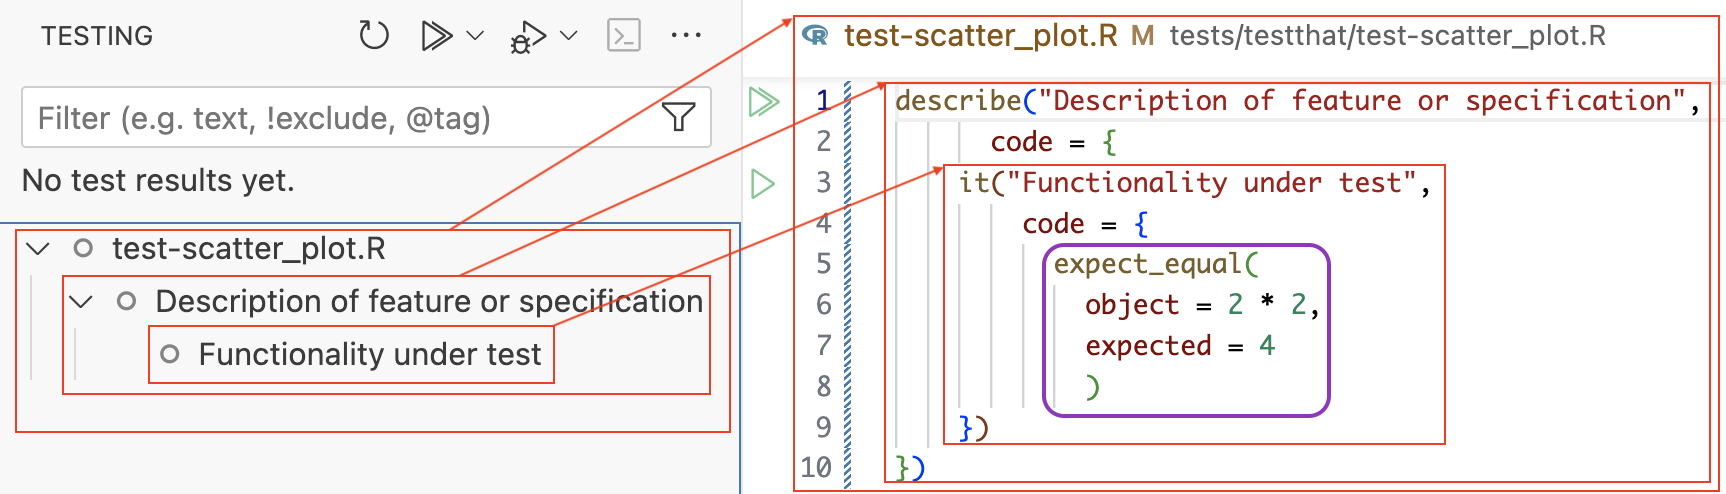 TESTING
Filter (e.g. text, !exclude, @tag)
No test results yet.
test-scatter_plot.R
Description of feature or specification
Functionality under test
test-scatter_plot.R M tests/testthat/test-scatter_plot.R
1 describe("Description of feature or specification",
2 code = {
3 it("Functionality under test",
4 code = {
5 expect_equal(
6 object = 2 * 2,
7 expected = 4
8 )
9 })
10 })